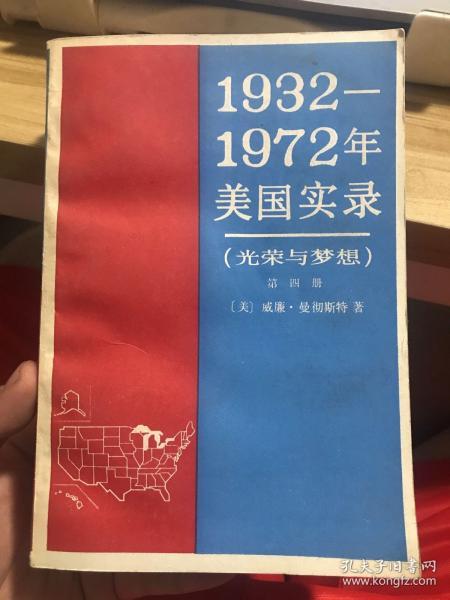 1932—
1972年
美国实录
(光荣与梦想)
第四册
〔美〕威廉·曼彻斯特著
孔夫子旧书网
www.kongfz.com